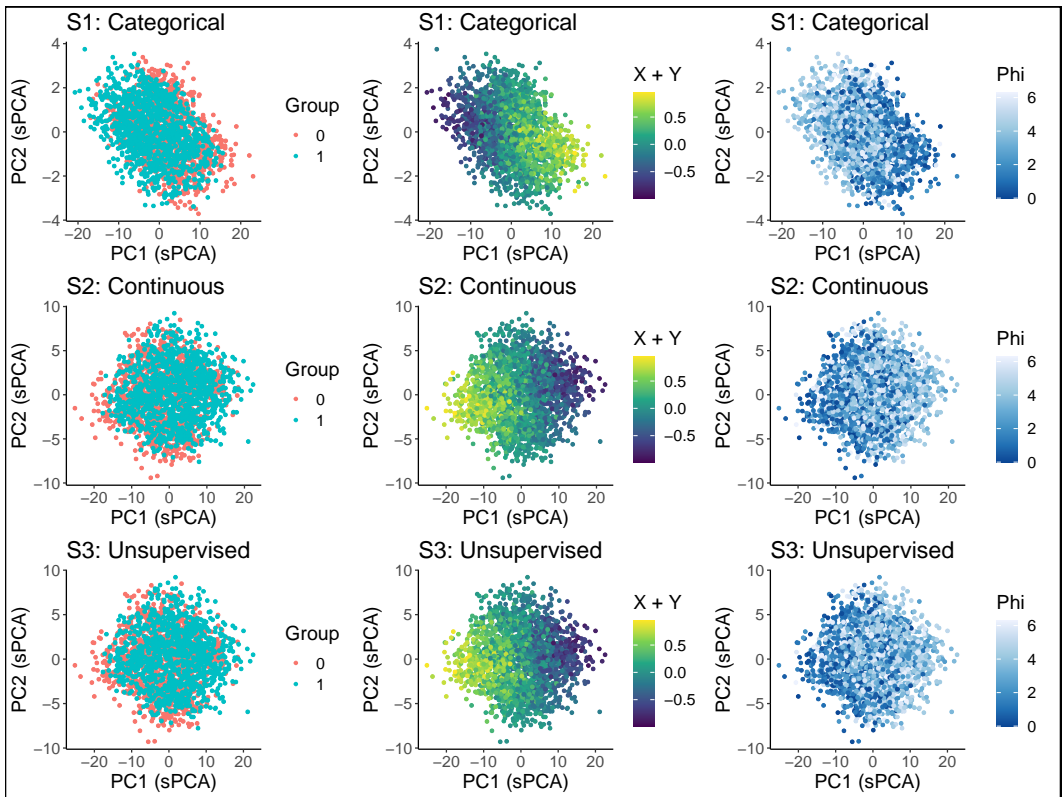 S1: Categorical
4
2
0
−2
−4
PC2 (sPCA)
−20 −10 0 10 20
PC1 (sPCA)
Group
0
1
S1: Categorical
4
2
0
−2
−4
PC2 (sPCA)
−20 −10 0 10 20
PC1 (sPCA)
X + Y
0.5
0.0
−0.5
S1: Categorical
4
2
0
−2
−4
PC2 (sPCA)
−20 −10 0 10 20
PC1 (sPCA)
Phi
6
4
2
0
S2: Continuous
10
5
0
−5
−10
PC2 (sPCA)
−20 −10 0 10 20
PC1 (sPCA)
Group
0
1
S2: Continuous
10
5
0
−5
−10
PC2 (sPCA)
−20 −10 0 10 20
PC1 (sPCA)
X + Y
0.5
0.0
−0.5
S2: Continuous
10
5
0
−5
−10
PC2 (sPCA)
−20 −10 0 10 20
PC1 (sPCA)
Phi
6
4
2
0
S3: Unsupervised
10
5
0
−5
−10
PC2 (sPCA)
−20 −10 0 10 20
PC1 (sPCA)
Group
0
1
S3: Unsupervised
10
5
0
−5
−10
PC2 (sPCA)
−20 −10 0 10 20
PC1 (sPCA)
X + Y
0.5
0.0
−0.5
S3: Unsupervised
10
5
0
−5
−10
PC2 (sPCA)
−20 −10 0 10 20
PC1 (sPCA)
Phi
6
4
2
0